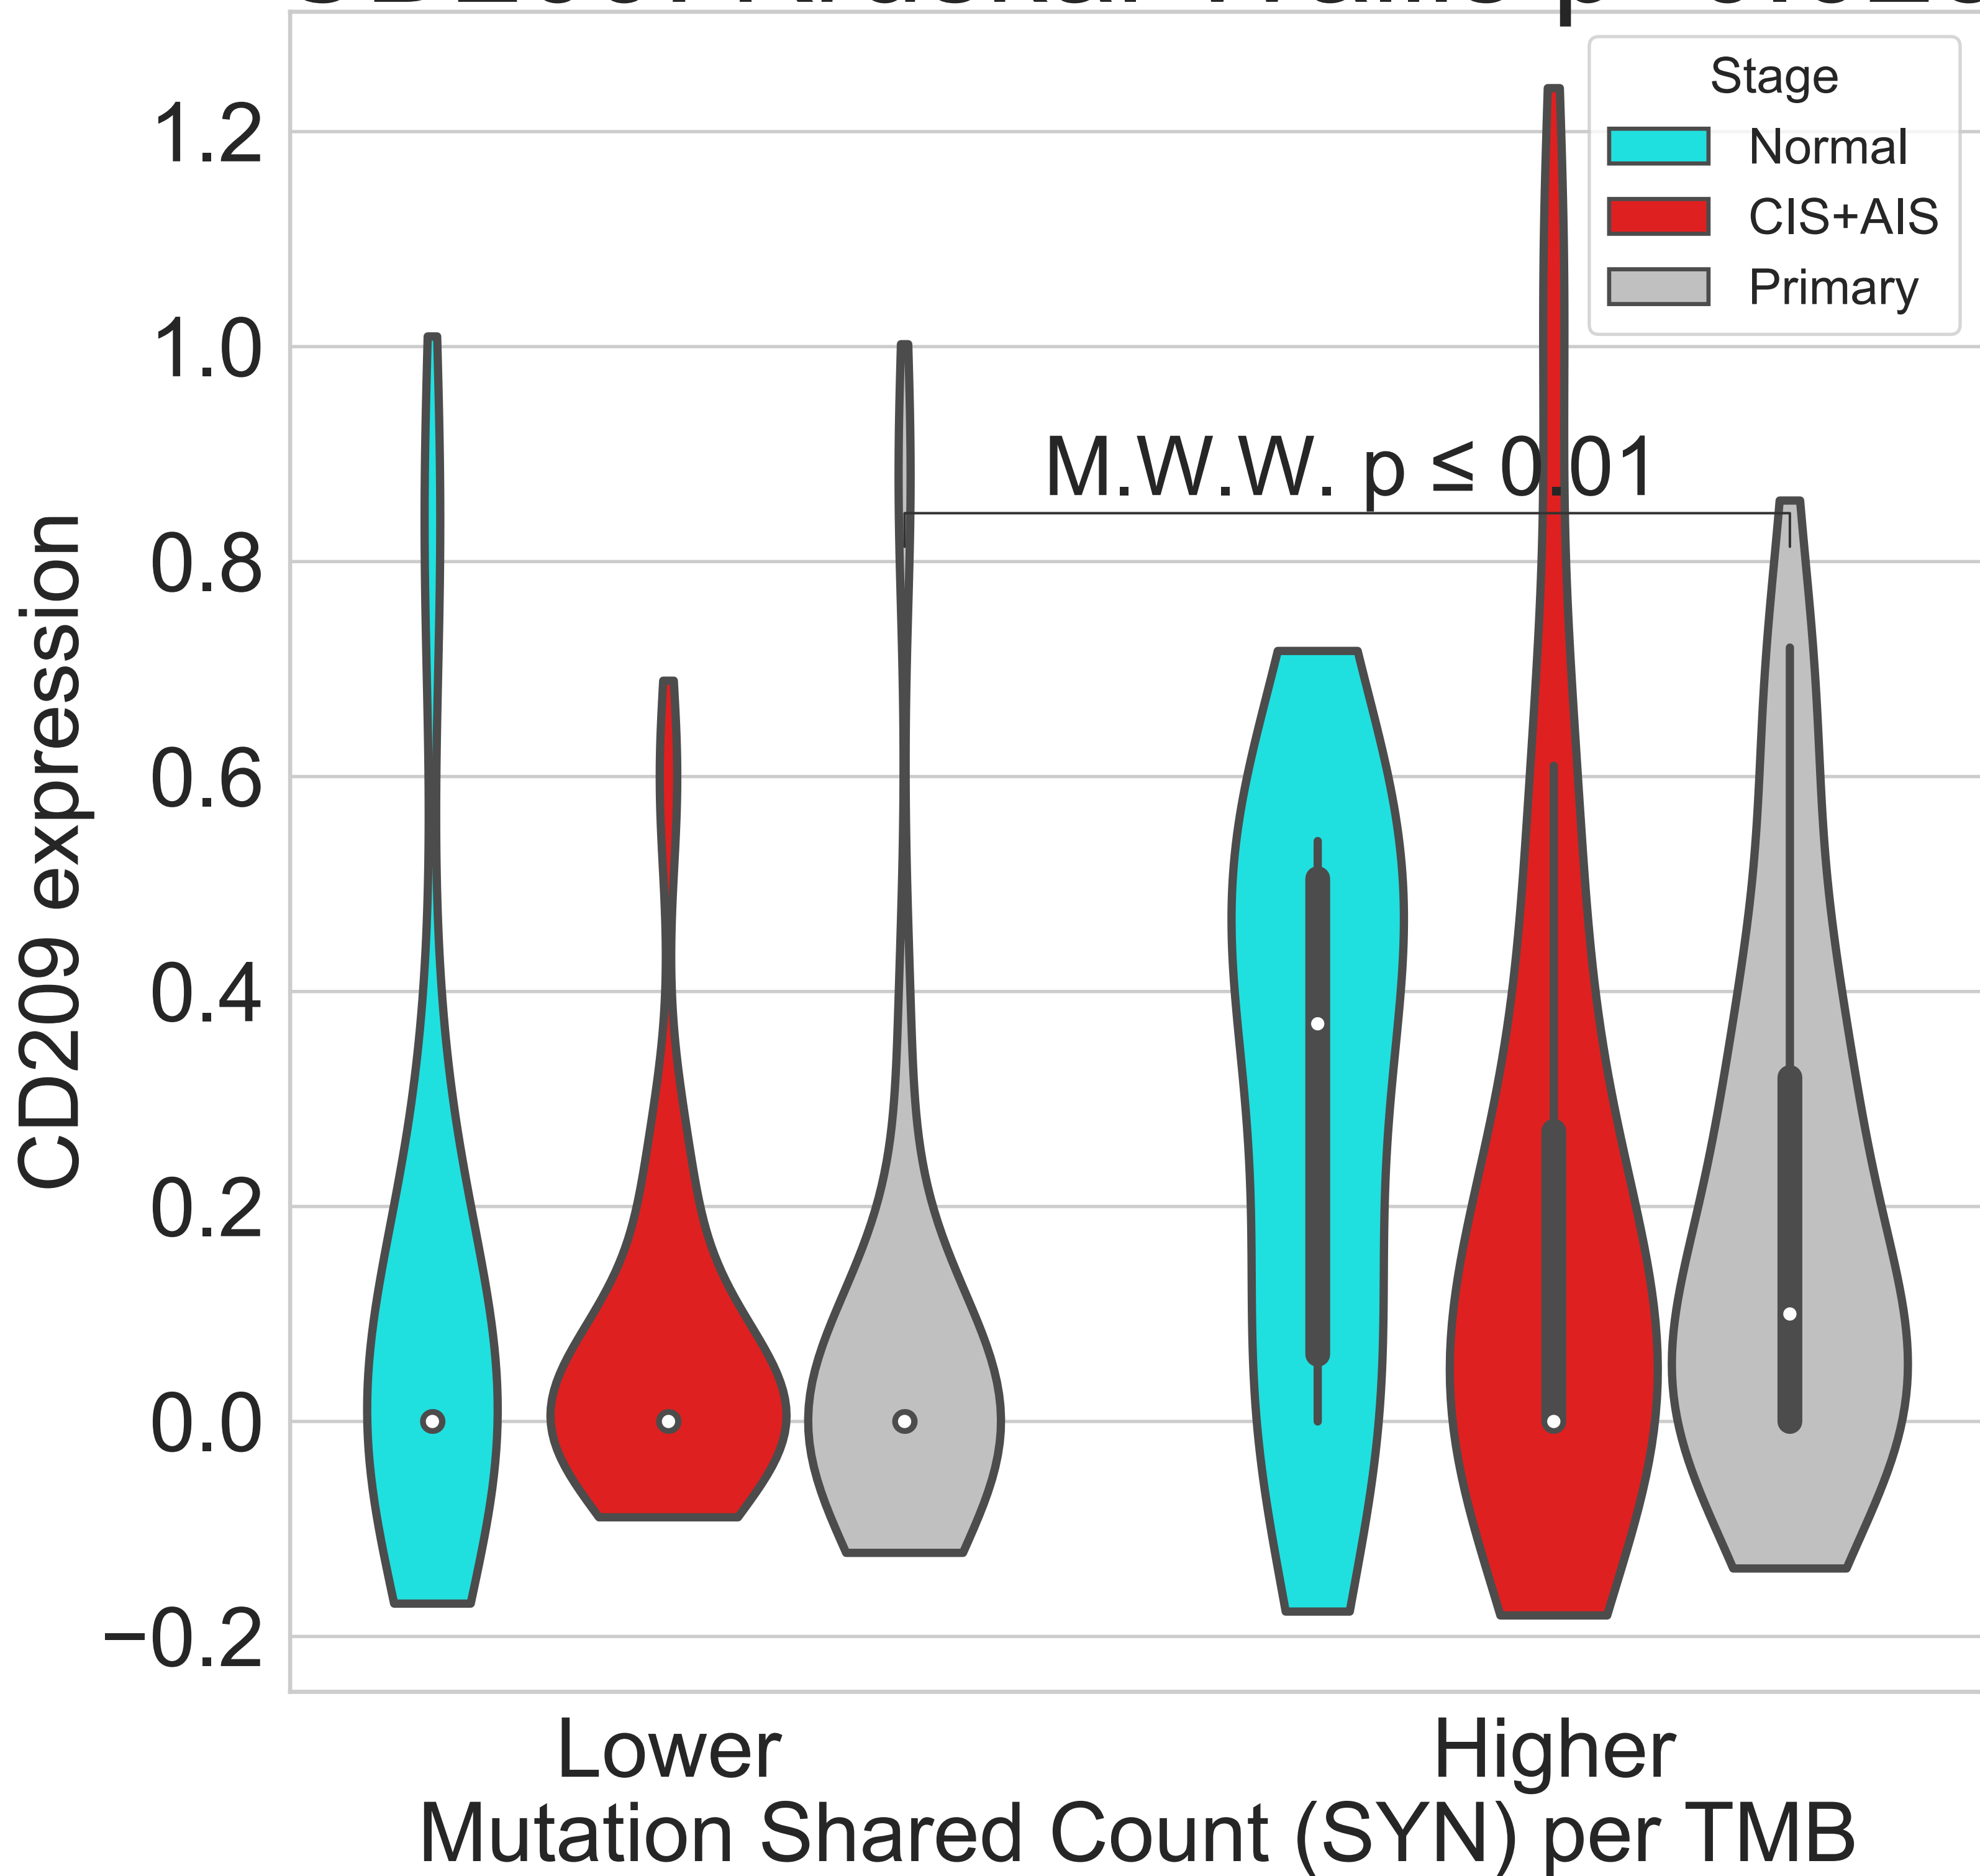 Stage
Normal
CIS+AIS
Primary
1.2
1.0
0.8
0.6
0.4
0.2
0.0
−0.2
CD209 expression
M.W.W. p ≤ 0.01
Lower
Higher
Mutation Shared Count (SYN) per TMB